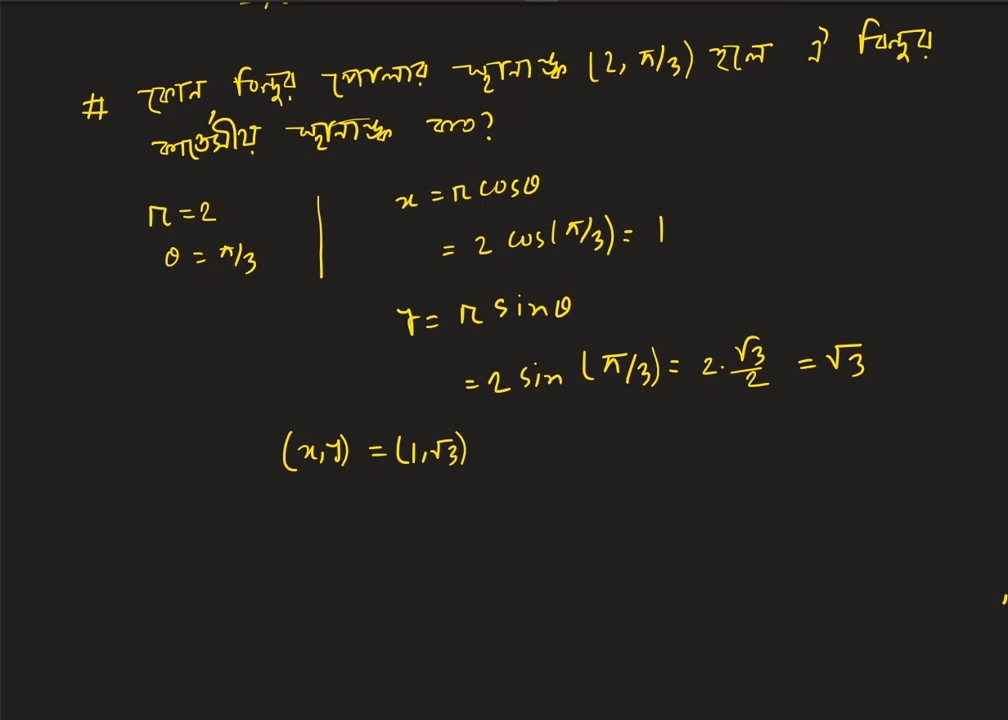 # কোন বিন্দুর পোলার স্থানাঙ্ক (2, π/3) হলে ঐ বিন্দুর
কার্তেসীয় স্থানাঙ্ক কত?
r = 2
θ = π/3
x = r cosθ
= 2 cos(π/3) = 1
y = r sinθ
= 2 sin (π/3) = 2. √3/2 = √3
(x,y) = (1,√3)